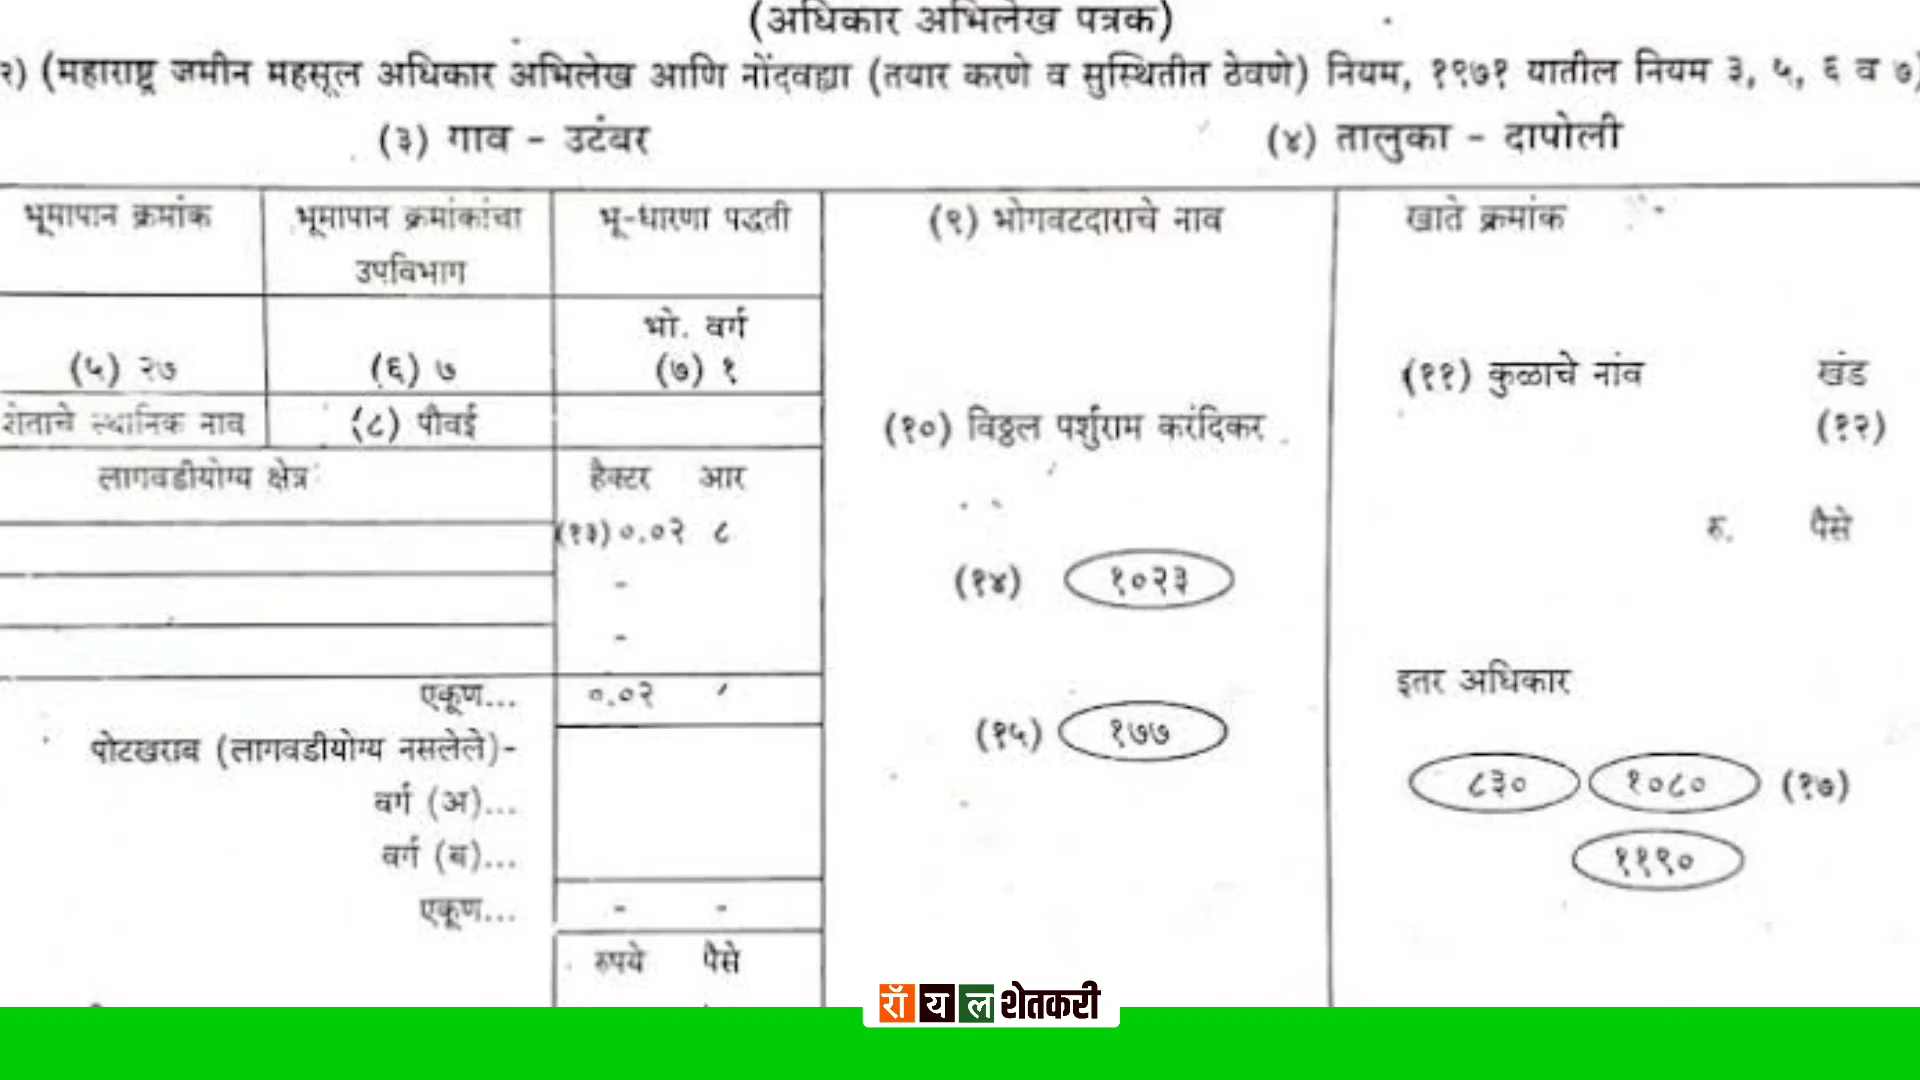 (अधिकार अभिलेख पत्रक)
२) (महाराष्ट्र जमीन महसूल अधिकार अभिलेख आणि नोंदवह्या (तयार करणे व सुस्थितीत ठेवणे) नियम, १९७१ यातील नियम ३, ५, ६ व ७)
(३) गाव - उटंबर (४) तालुका - दापोली
भूमापान क्रमांक
भूमापान क्रमांकांचा
उपविभाग
भू-धारणा पद्धती
(९) भोगवटदाराचे नाव
खाते क्रमांक
(५) २७
(६) ७
भो. वर्ग
(७) १
(११) कुळाचे नांव खंड
(१२)
शेताचे स्थानिक नाव
(८) पीवई
(१०) विठ्ठल पर्शुराम करंदिकर
लागवडीयोग्य क्षेत्र
हैक्टर आर
(१३) ०.०२ ८
रु. पैसे
-
(१४) १०२३
-
एकूण... ०.०२
इतर अधिकार
(१५) १७७
पोटखराब (लागवडीयोग्य नसलेले)-
८३० १०८० (१७)
वर्ग (अ)...
वर्ग (ब)...
११९०
एकूण... - -
रुपये पैसे
रॉयल शेतकरी